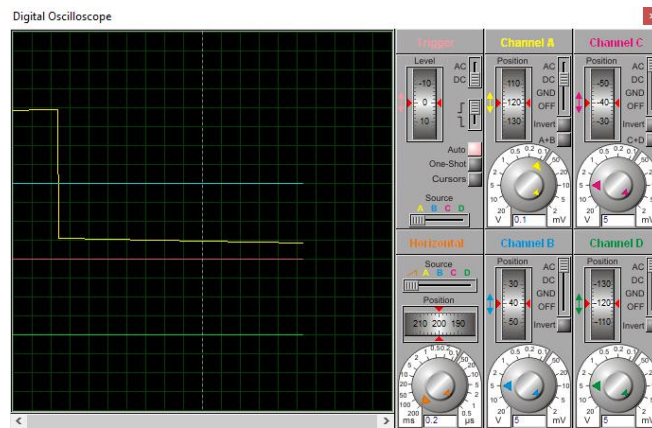 Digital Oscilloscope
Trigger
Level
-10
0
10
AC
DC
Auto
One-Shot
Cursors
Source
A B C D
Channel A
Position
110
120
130
AC
DC
GND
OFF
Invert
A+B
V 0.1 mV
Channel C
Position
-50
-40
-30
AC
DC
GND
OFF
Invert
C+D
V 5 mV
Horizontal
Source
A B C D
Position
210 200 190
ms 0.2 µs
Channel B
Position
30
40
50
AC
DC
GND
OFF
Invert
V 5 mV
Channel D
Position
-130
-120
-110
AC
DC
GND
OFF
Invert
V 5 mV